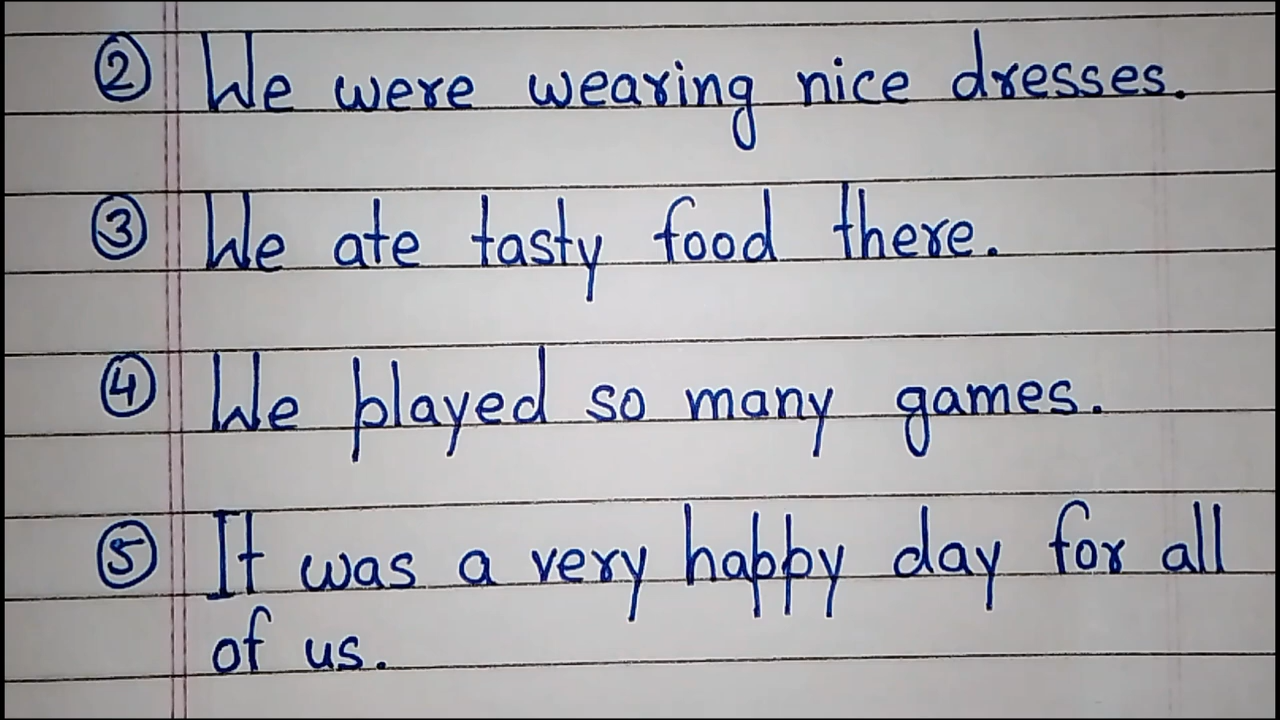 ② We were wearing nice dresses.
③ We ate tasty food there.
④ We played so many games.
⑤ It was a very happy day for all
of us.